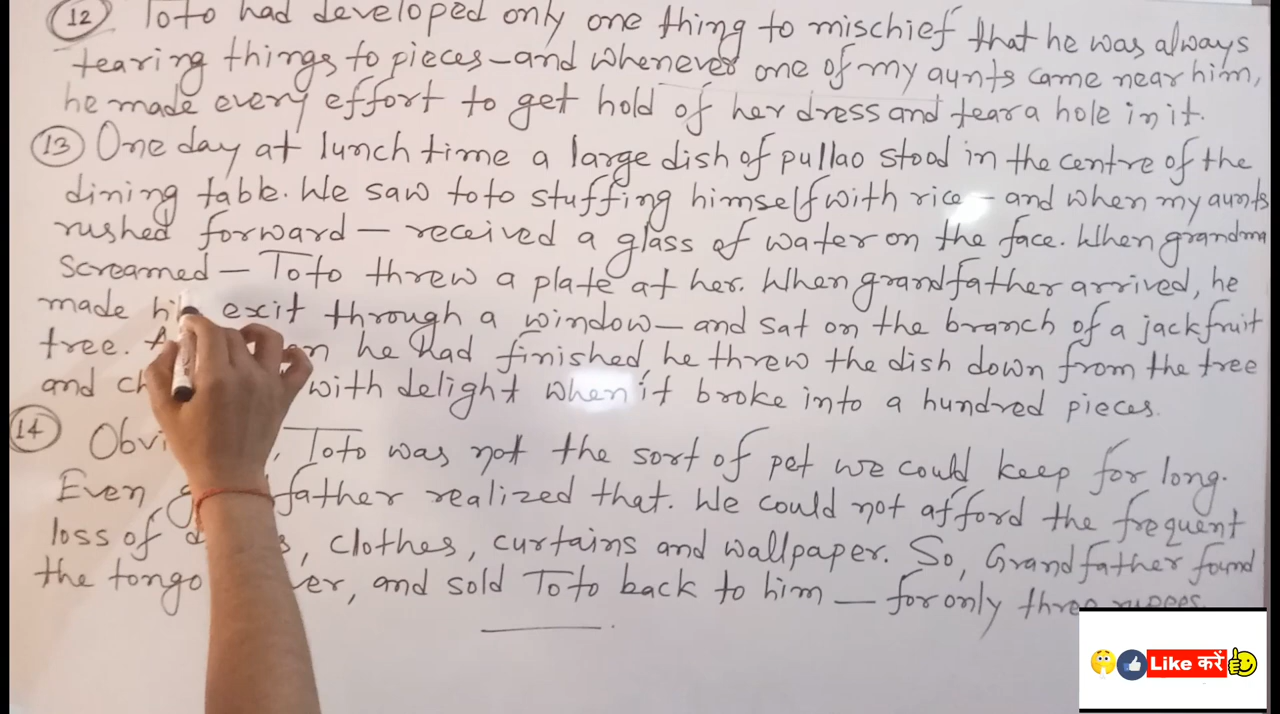 12 Toto had developed only one thing to mischief that he was always
tearing things to pieces - and whenever one of my aunts came near him,
he made every effort to get hold of her dress and tear a hole in it.
13 One day at lunch time a large dish of pullao stood in the centre of the
dining table. We saw toto stuffing himself with rice - and when my aunts
rushed forward - received a glass of water on the face. When grandma
screamed - Toto threw a plate at her. When grandfather arrived, he
made exit through a window - and sat on the branch of a jackfruit
tree. he had finished, he threw the dish down from the tree
and with delight when it broke into a hundred pieces.
14 Toto was not the sort of pet we could keep for long.
Even father realized that. We could not afford the frequent
loss of , clothes, curtains and wallpaper. So, Grandfather found
the tonga , and sold Toto back to him - for only three rupees.
Like करें